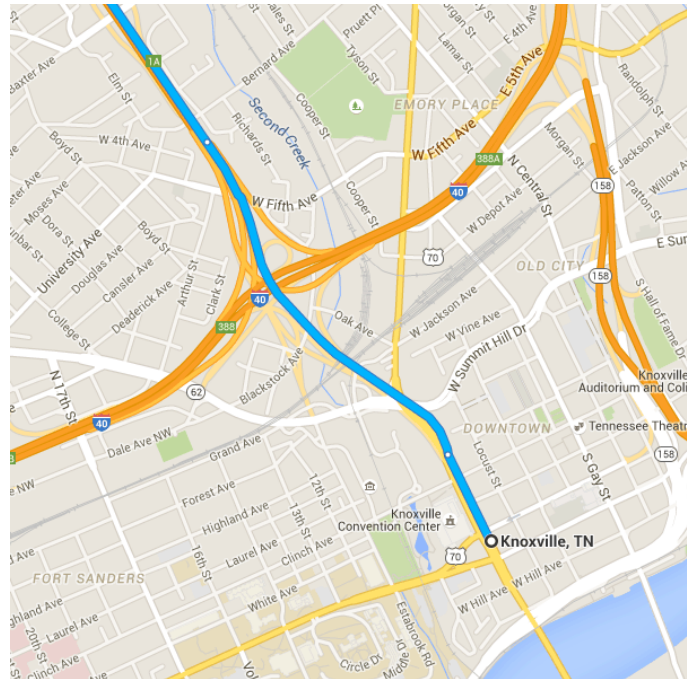 Pruett Pl
Morgan St
E 4th Ave
Baxter Ave
1A
Bernard Ave
Tyson St
Lamar St
E 5th Ave
Elm St
Cooper St
EMORY PLACE
Randolph St
W 4th Ave
Richards St
Second Creek
W Fifth Ave
Morgan St
E Jackson Ave
Boyd St
388A
N Central St
158
Willow Ave
Moses Ave
Cooper St
40
W Depot Ave
Patton St
Dora St
W Fifth Ave
University Ave
Boyd St
70
OLD CITY
Douglas Ave
Arthur St
158
Cansler Ave
Clark St
40
S Hall of Fame Dr
Deaderick Ave
388
Oak Ave
W Jackson Ave
W Vine Ave
College St
W Summit Hill Dr
Blackstock Ave
Knoxville
Auditorium and Coli
N 17th St
62
40
DOWNTOWN
Tennessee Theatr
Dale Ave NW
Grand Ave
Locust St
S Gay St
158
Forest Ave
12th St
Knoxville
Convention Center
Highland Ave
13th St
Knoxville, TN
Laurel Ave
Clinch Ave
70
16th St
FORT SANDERS
W Hill Ave
White Ave
W Hill Ave
Highland Ave
Estabrook Rd
Laurel Ave
20th St
Circle Dr
Middle Dr
Clinch Ave